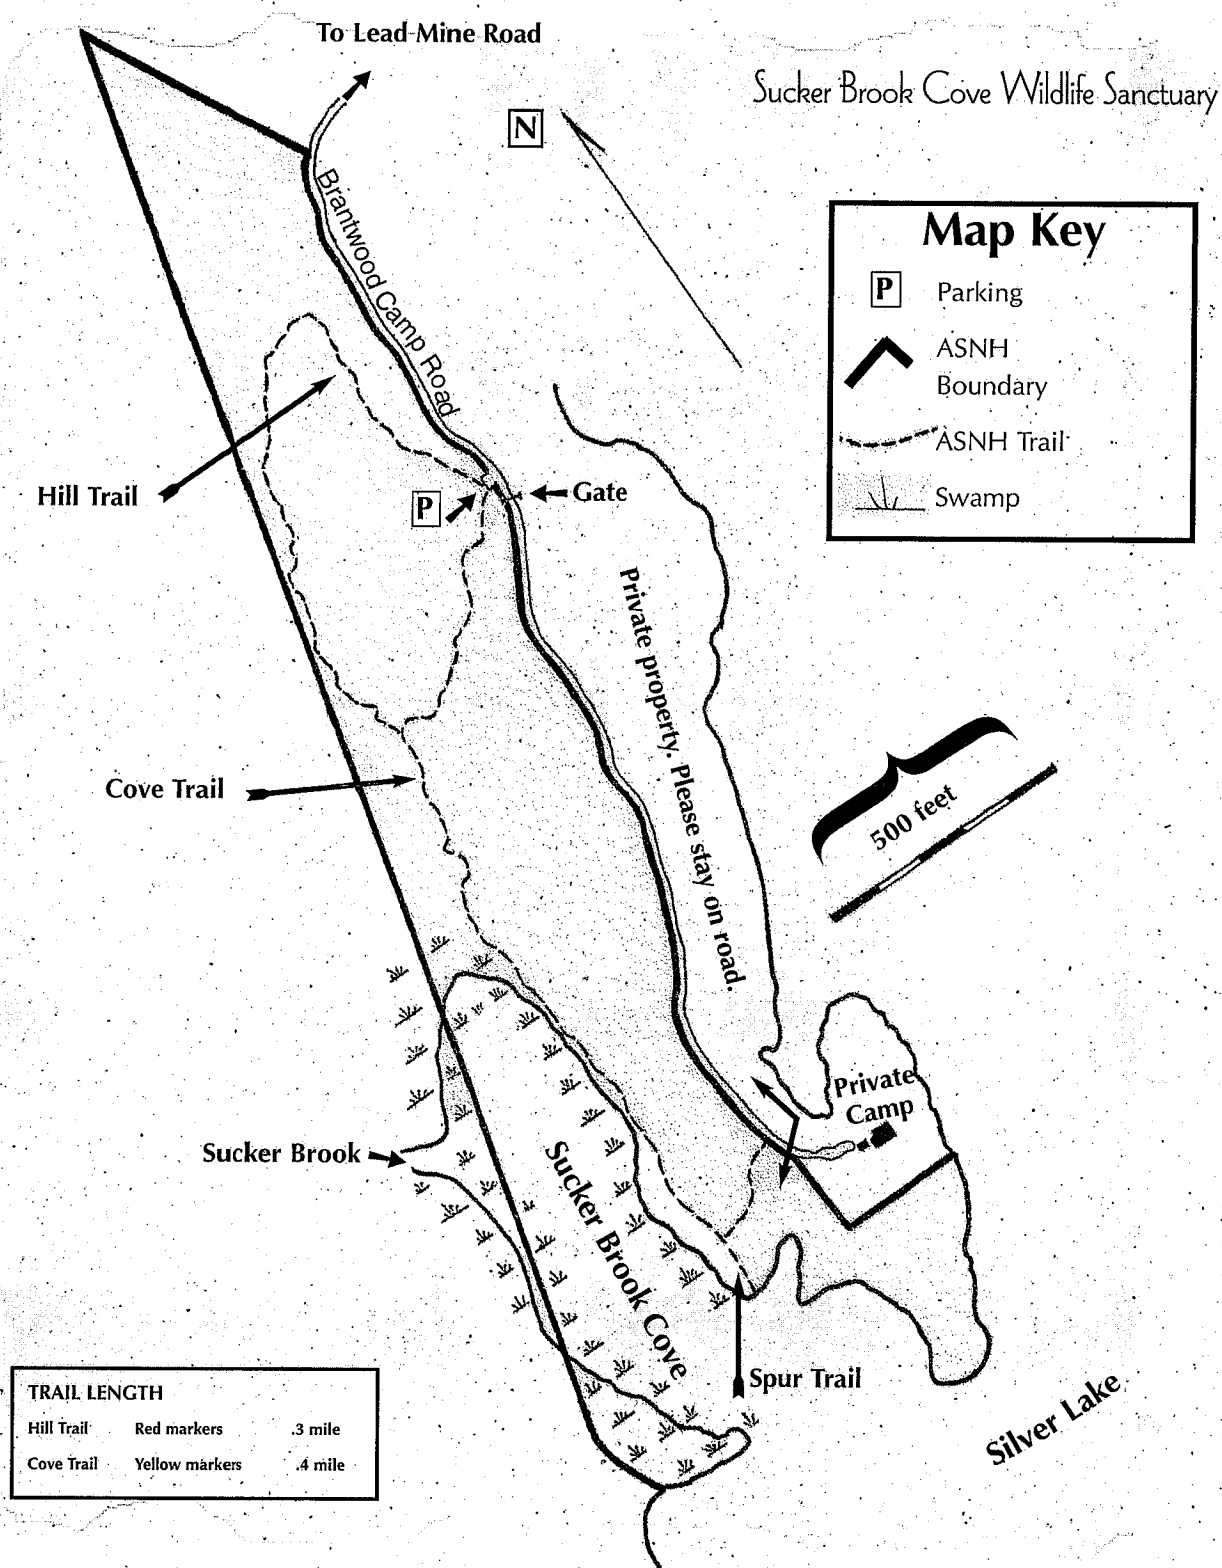 To Lead Mine Road
Sucker Brook Cove Wildlife Sanctuary
N
Brantwood Camp Road
Map Key
P Parking
ASNH
Boundary
ASNH Trail
Swamp
Hill Trail
P
Gate
Private property. Please stay on road.
Cove Trail
500 feet
Private
Camp
Sucker Brook
Sucker Brook Cove
Spur Trail
Silver Lake
TRAIL LENGTH
Hill Trail Red markers .3 mile
Cove Trail Yellow markers .4 mile